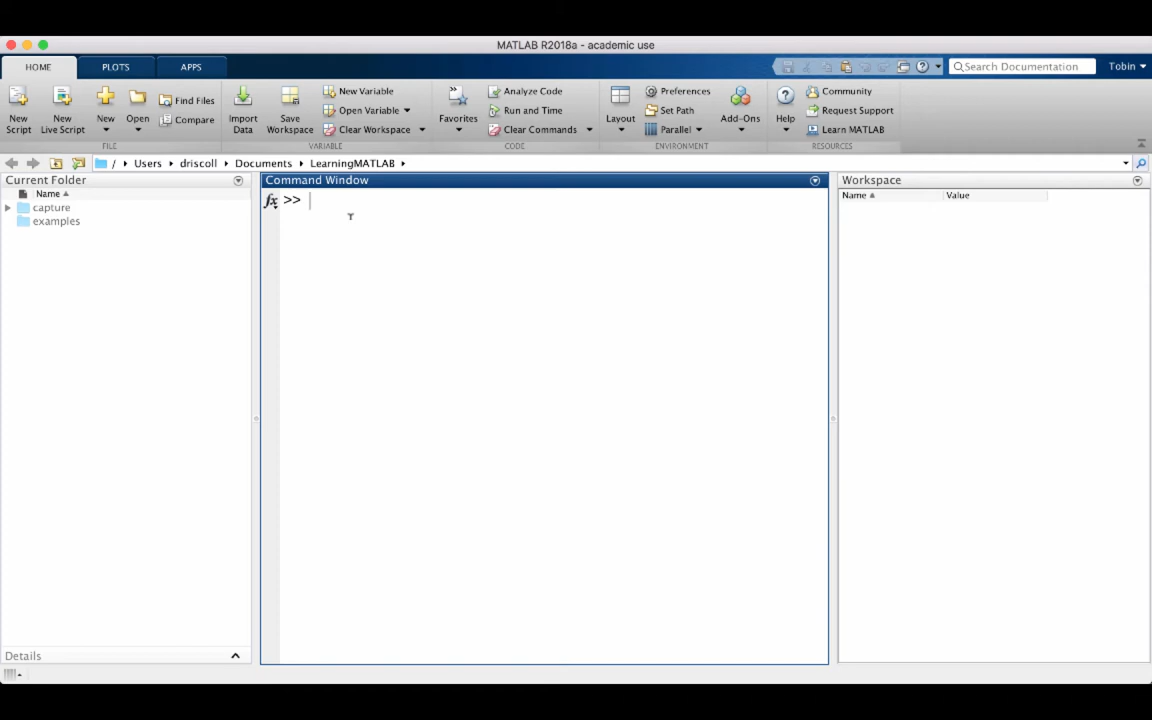 MATLAB R2018a - academic use
HOME PLOTS APPS
Search Documentation Tobin
New Script
New Live Script
New
Open
Find Files
Compare
FILE
Import Data
Save Workspace
New Variable
Open Variable
Clear Workspace
VARIABLE
Favorites
Analyze Code
Run and Time
Clear Commands
CODE
Layout
Preferences
Set Path
Parallel
ENVIRONMENT
Add-Ons
Help
Community
Request Support
Learn MATLAB
RESOURCES
/ Users driscoll Documents LearningMATLAB
Current Folder
Name
capture
examples
Details
Command Window
fx >>
Workspace
Name Value